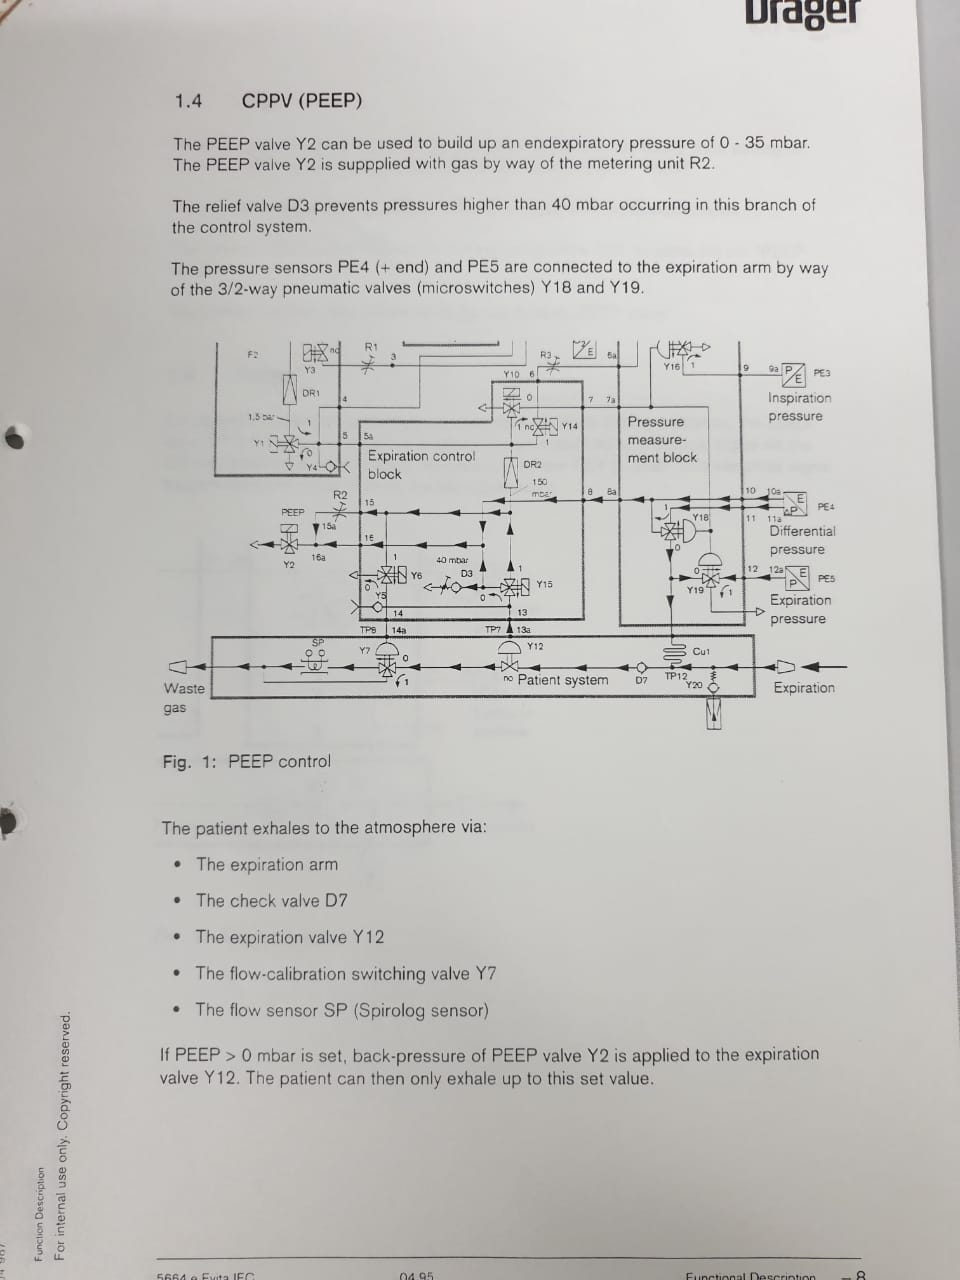 Dräger
1.4 CPPV (PEEP)
The PEEP valve Y2 can be used to build up an endexpiratory pressure of 0 - 35 mbar.
The PEEP valve Y2 is suppplied with gas by way of the metering unit R2.
The relief valve D3 prevents pressures higher than 40 mbar occurring in this branch of
the control system.
The pressure sensors PE4 (+ end) and PE5 are connected to the expiration arm by way
of the 3/2-way pneumatic valves (microswitches) Y18 and Y19.
F2
nc
Y3
R1
3
R3
P/E
6a
Y16
1
9
9a
P
E
PE3
Inspiration
pressure
DR1
4
Y10
6
0
7
7a
1,5 bar
1
Y1
0
Y4
5
5a
Expiration control
block
1
nc
Y14
1
DR2
150
mbar
Pressure
measure-
ment block
8
8a
10
10a
E
ΔP
PE4
11
11a
Differential
pressure
R2
15
PEEP
15a
16
16a
Y2
1
Y6
0
Y5
40 mbar
D3
0
1
Y15
1
Y18
0
0
Y19
1
12
12a
E
P
PE5
Expiration
pressure
14
13
TP8
14a
TP7
13a
SP
Y7
0
1
Y12
nc
Patient system
D7
Cu1
TP12
Y20
Waste
gas
Expiration
Fig. 1: PEEP control
The patient exhales to the atmosphere via:
• The expiration arm
• The check valve D7
• The expiration valve Y12
• The flow-calibration switching valve Y7
• The flow sensor SP (Spirolog sensor)
If PEEP > 0 mbar is set, back-pressure of PEEP valve Y2 is applied to the expiration
valve Y12. The patient can then only exhale up to this set value.
Function Description
For internal use only. Copyright reserved.
5664 e Evita IEC
04.95
Functional Description
– 8